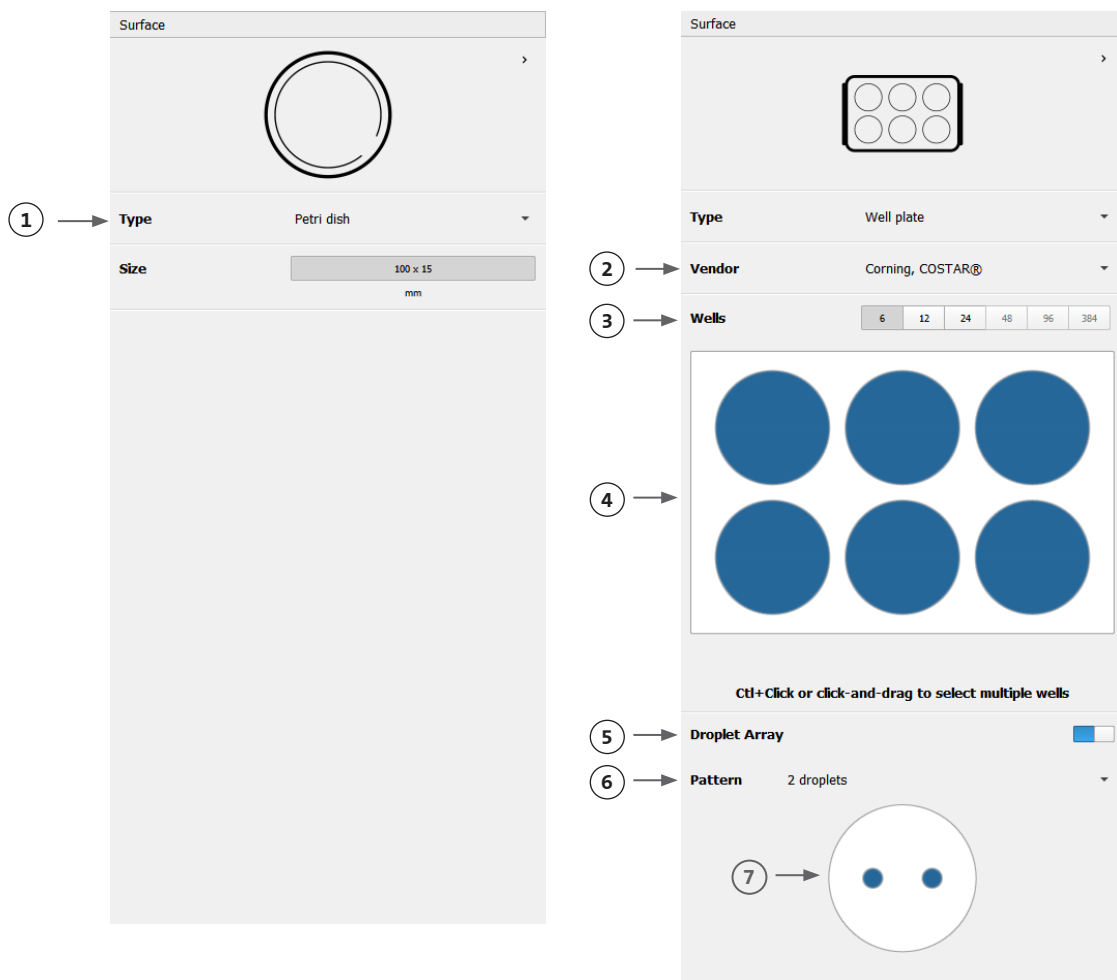 Surface
›
1
Type
Petri dish
Size
100 x 15
mm
Surface
›
Type
Well plate
2
Vendor
Corning, COSTAR®
3
Wells
6 12 24 48 96 384
4
Ctl+Click or click-and-drag to select multiple wells
5
Droplet Array
6
Pattern
2 droplets
7